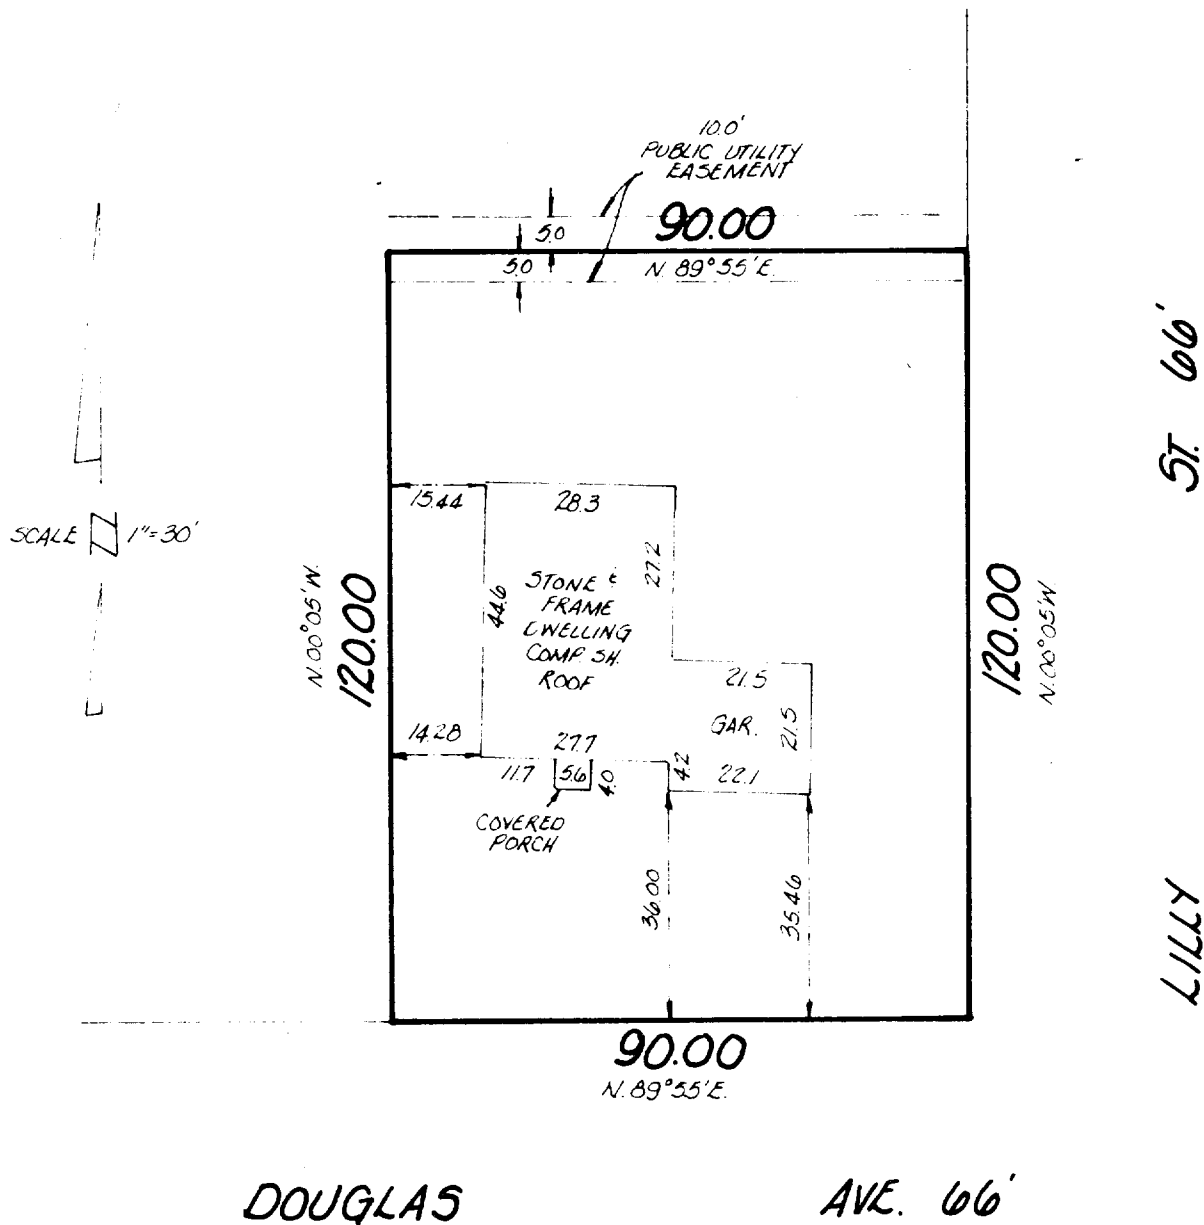 10.0'
PUBLIC UTILITY
EASEMENT
5.0
90.00
5.0
N. 89°55'E.
ST. 66'
15.44
28.3
SCALE 1"=30'
27.2
STONE &
FRAME
DWELLING
COMP. SH.
ROOF
44.6
N.00°05'W.
120.00
120.00
N.00°05'W.
21.5
GAR.
21.5
14.28
27.7
11.7
5.6
4.0
4.2
22.1
COVERED
PORCH
36.00
35.46
LILLY
90.00
N. 89°55'E.
DOUGLAS AVE. 66'